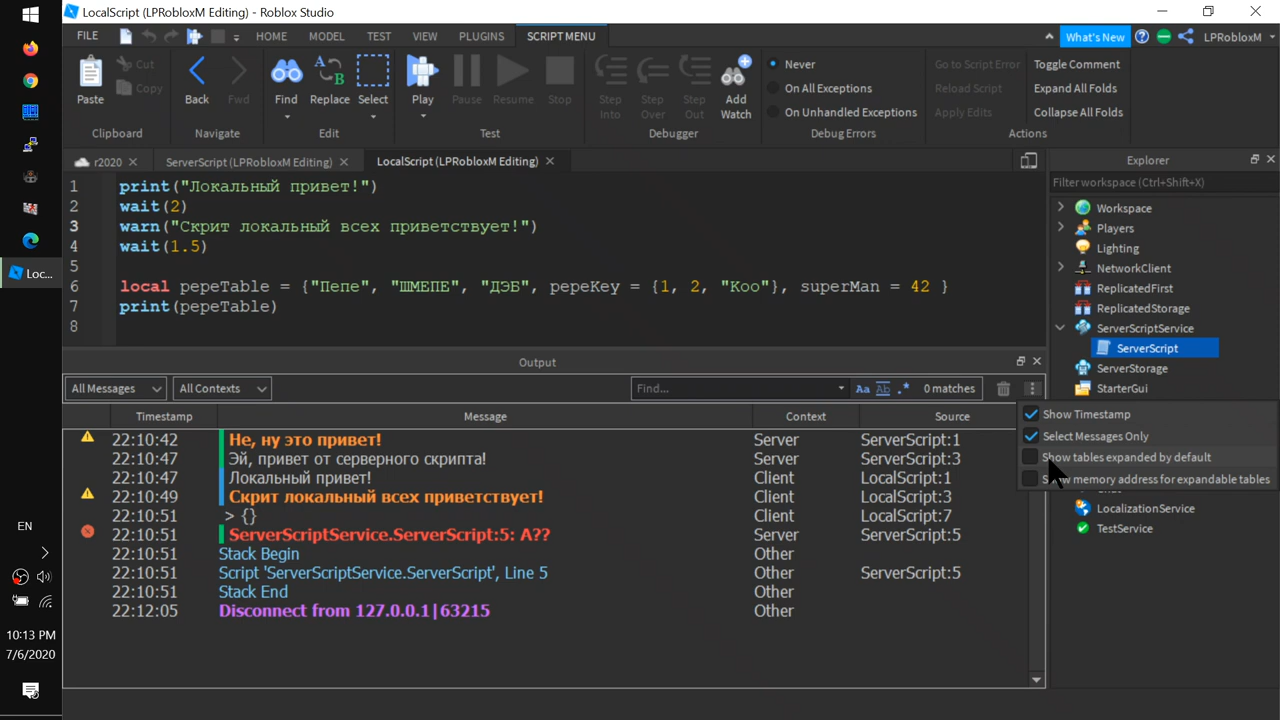 LocalScript (LPRobloxM Editing) - Roblox Studio
FILE HOME MODEL TEST VIEW PLUGINS SCRIPT MENU What's New LPRobloxM
Paste Cut Copy
Back Fwd
Find Replace Select
Play Pause Resume Stop
Step Into Step Over Step Out Add Watch
Never
On All Exceptions
On Unhandled Exceptions
Go to Script Error
Reload Script
Apply Edits
Toggle Comment
Expand All Folds
Collapse All Folds
Clipboard Navigate Edit Test Debugger Debug Errors Actions
r2020 ServerScript (LPRobloxM Editing) LocalScript (LPRobloxM Editing)
1 print("Локальный привет!")
2 wait(2)
3 warn("Скрит локальный всех приветствует!")
4 wait(1.5)
5
6 local pepeTable = {"Пепе", "ШМЕПЕ", "ДЭБ", pepeKey = {1, 2, "Koo"}, superMan = 42 }
7 print(pepeTable)
8
Output
All Messages All Contexts Find... Aa Ab .* 0 matches
Timestamp Message Context Source
22:10:42 Не, ну это привет! Server ServerScript:1
22:10:47 Эй, привет от серверного скрипта! Server ServerScript:3
22:10:47 Локальный привет! Client LocalScript:1
22:10:49 Скрит локальный всех приветствует! Client LocalScript:3
22:10:51 > {} Client LocalScript:7
22:10:51 ServerScriptService.ServerScript:5: A?? Server ServerScript:5
22:10:51 Stack Begin Other
22:10:51 Script 'ServerScriptService.ServerScript', Line 5 Other ServerScript:5
22:10:51 Stack End Other
22:12:05 Disconnect from 127.0.0.1|63215 Other
Explorer
Filter workspace (Ctrl+Shift+X)
Workspace
Players
Lighting
NetworkClient
ReplicatedFirst
ReplicatedStorage
ServerScriptService
ServerScript
ServerStorage
StarterGui
Show Timestamp
Select Messages Only
Show tables expanded by default
memory address for expandable tables
LocalizationService
TestService
Loc...
EN
10:13 PM
7/6/2020